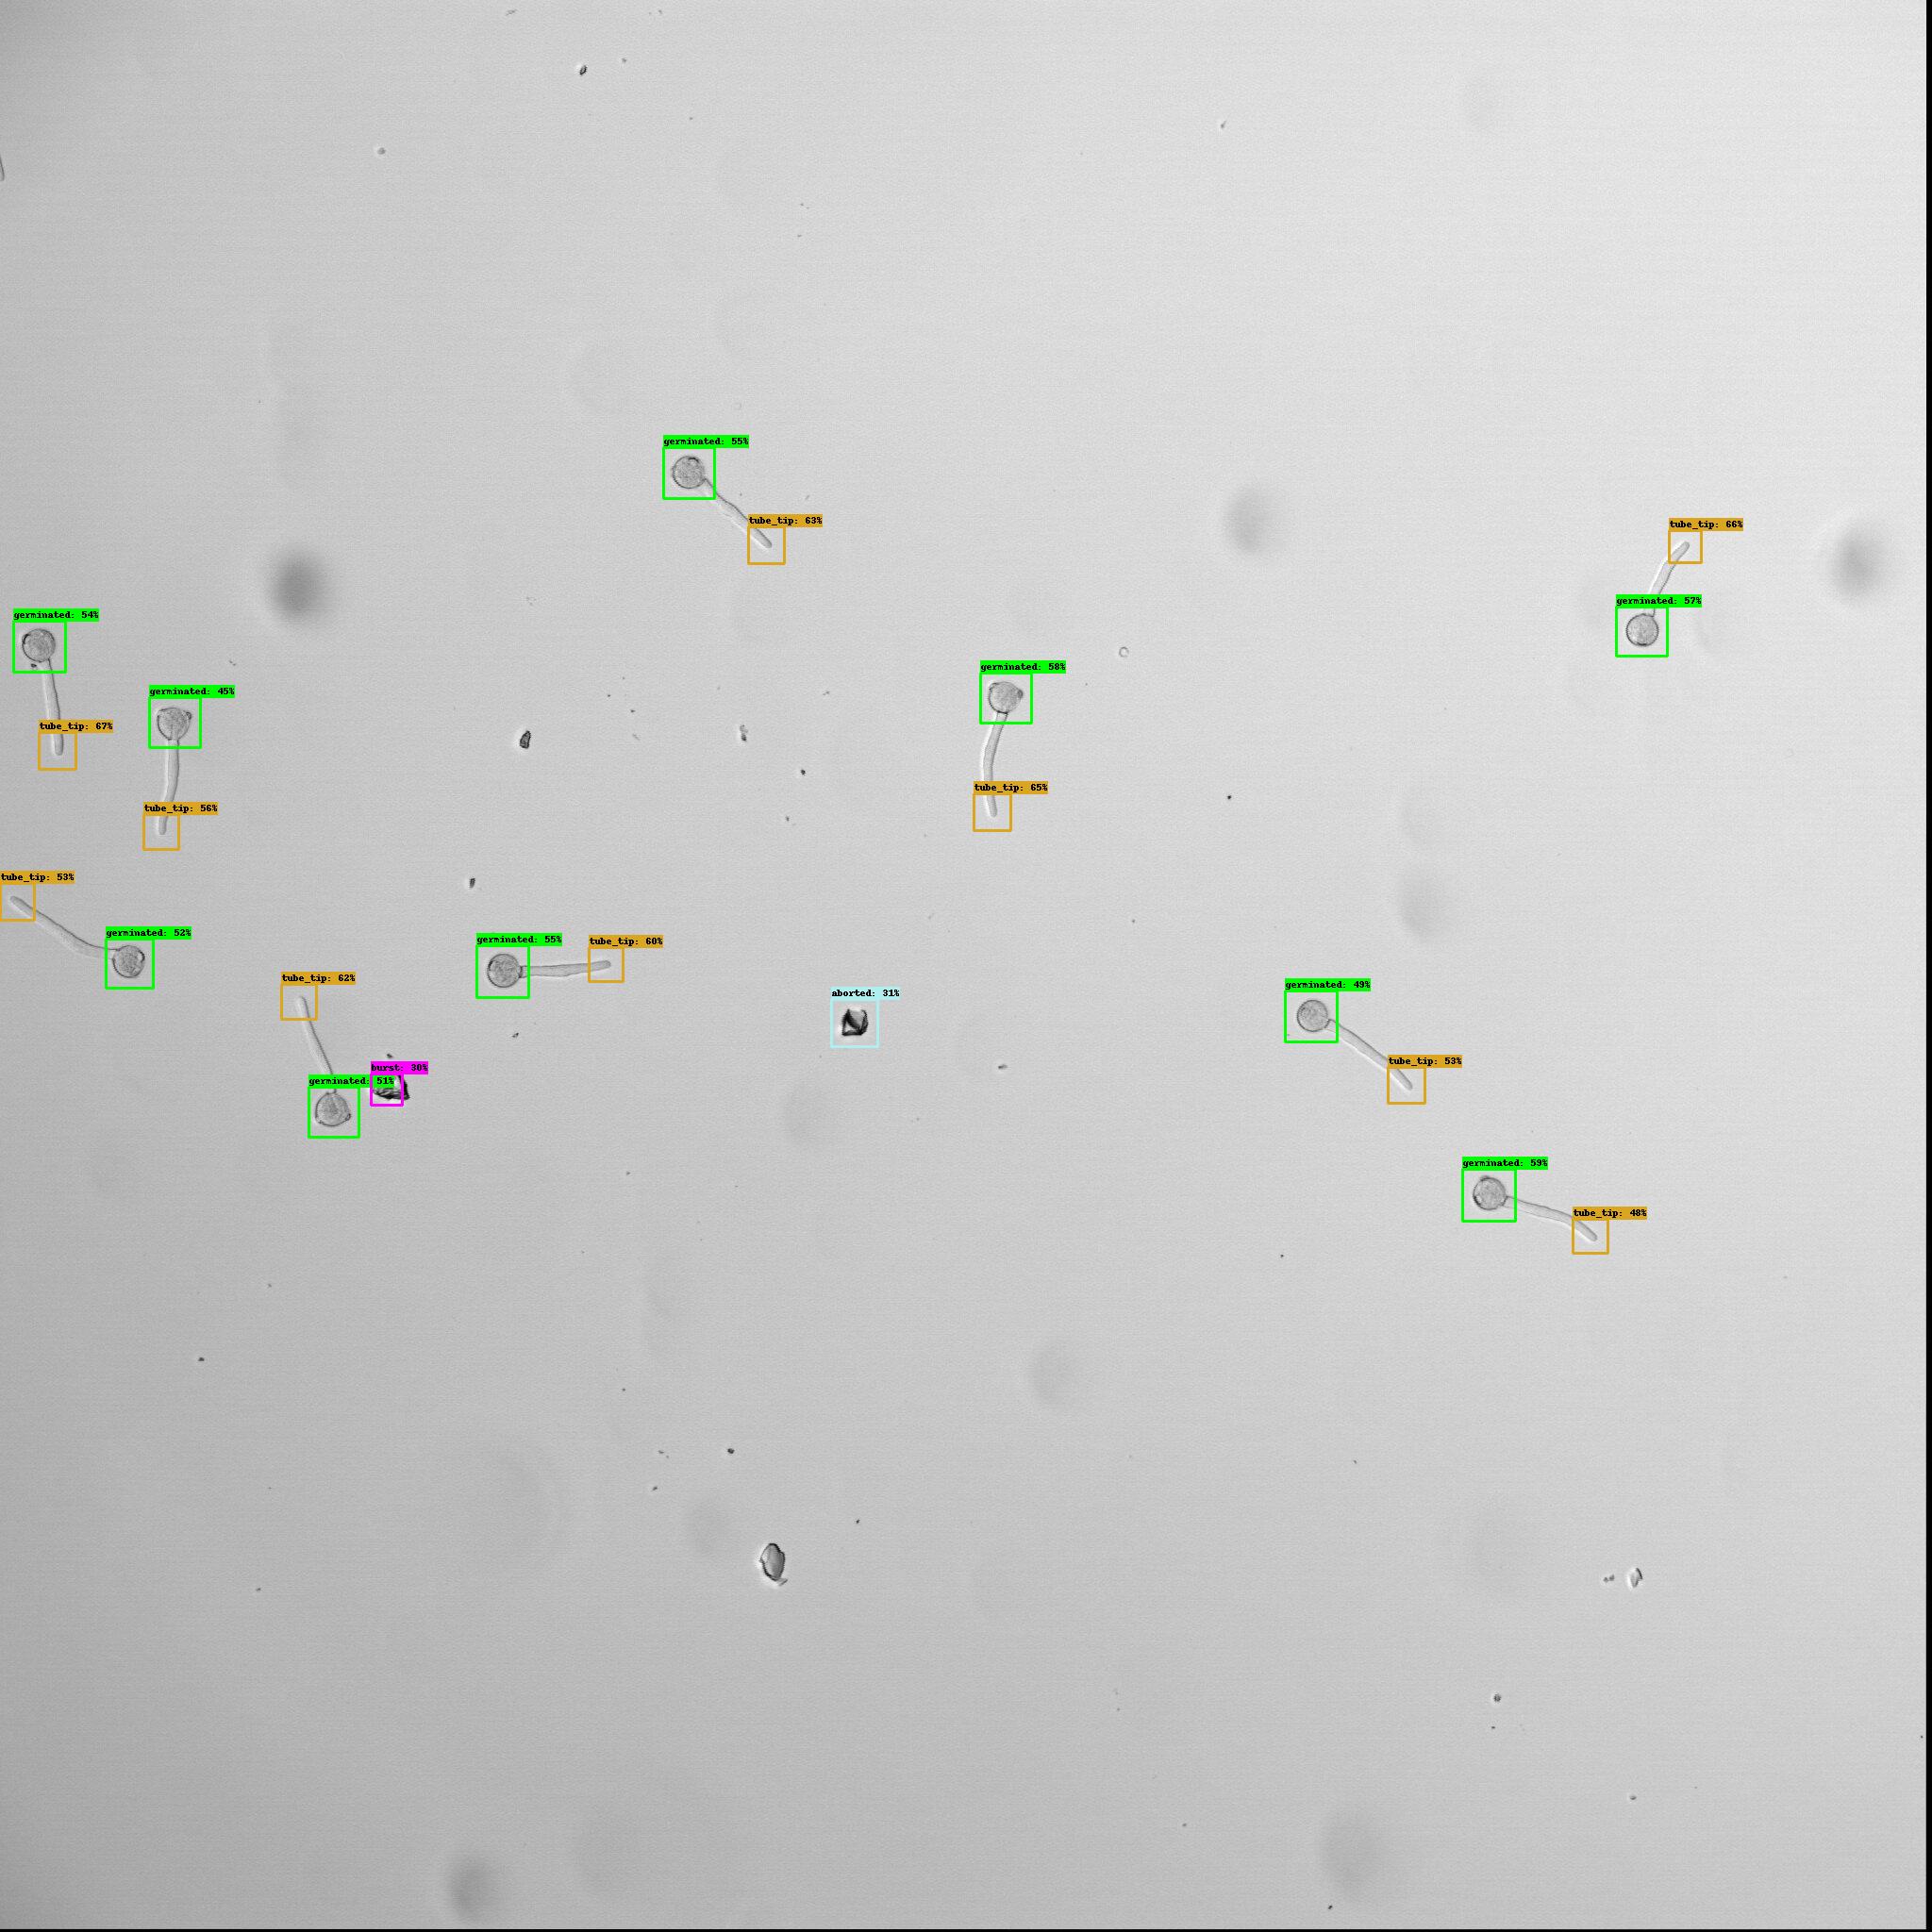 germinated: 55%
tube_tip: 63%
tube_tip: 66%
germinated: 57%
germinated: 54%
germinated: 58%
germinated: 45%
tube_tip: 67%
tube_tip: 65%
tube_tip: 56%
tube_tip: 53%
germinated: 52%
germinated: 55%
tube_tip: 60%
tube_tip: 62%
germinated: 49%
aborted: 31%
tube_tip: 53%
burst: 30%
germinated: 51%
germinated: 59%
tube_tip: 48%